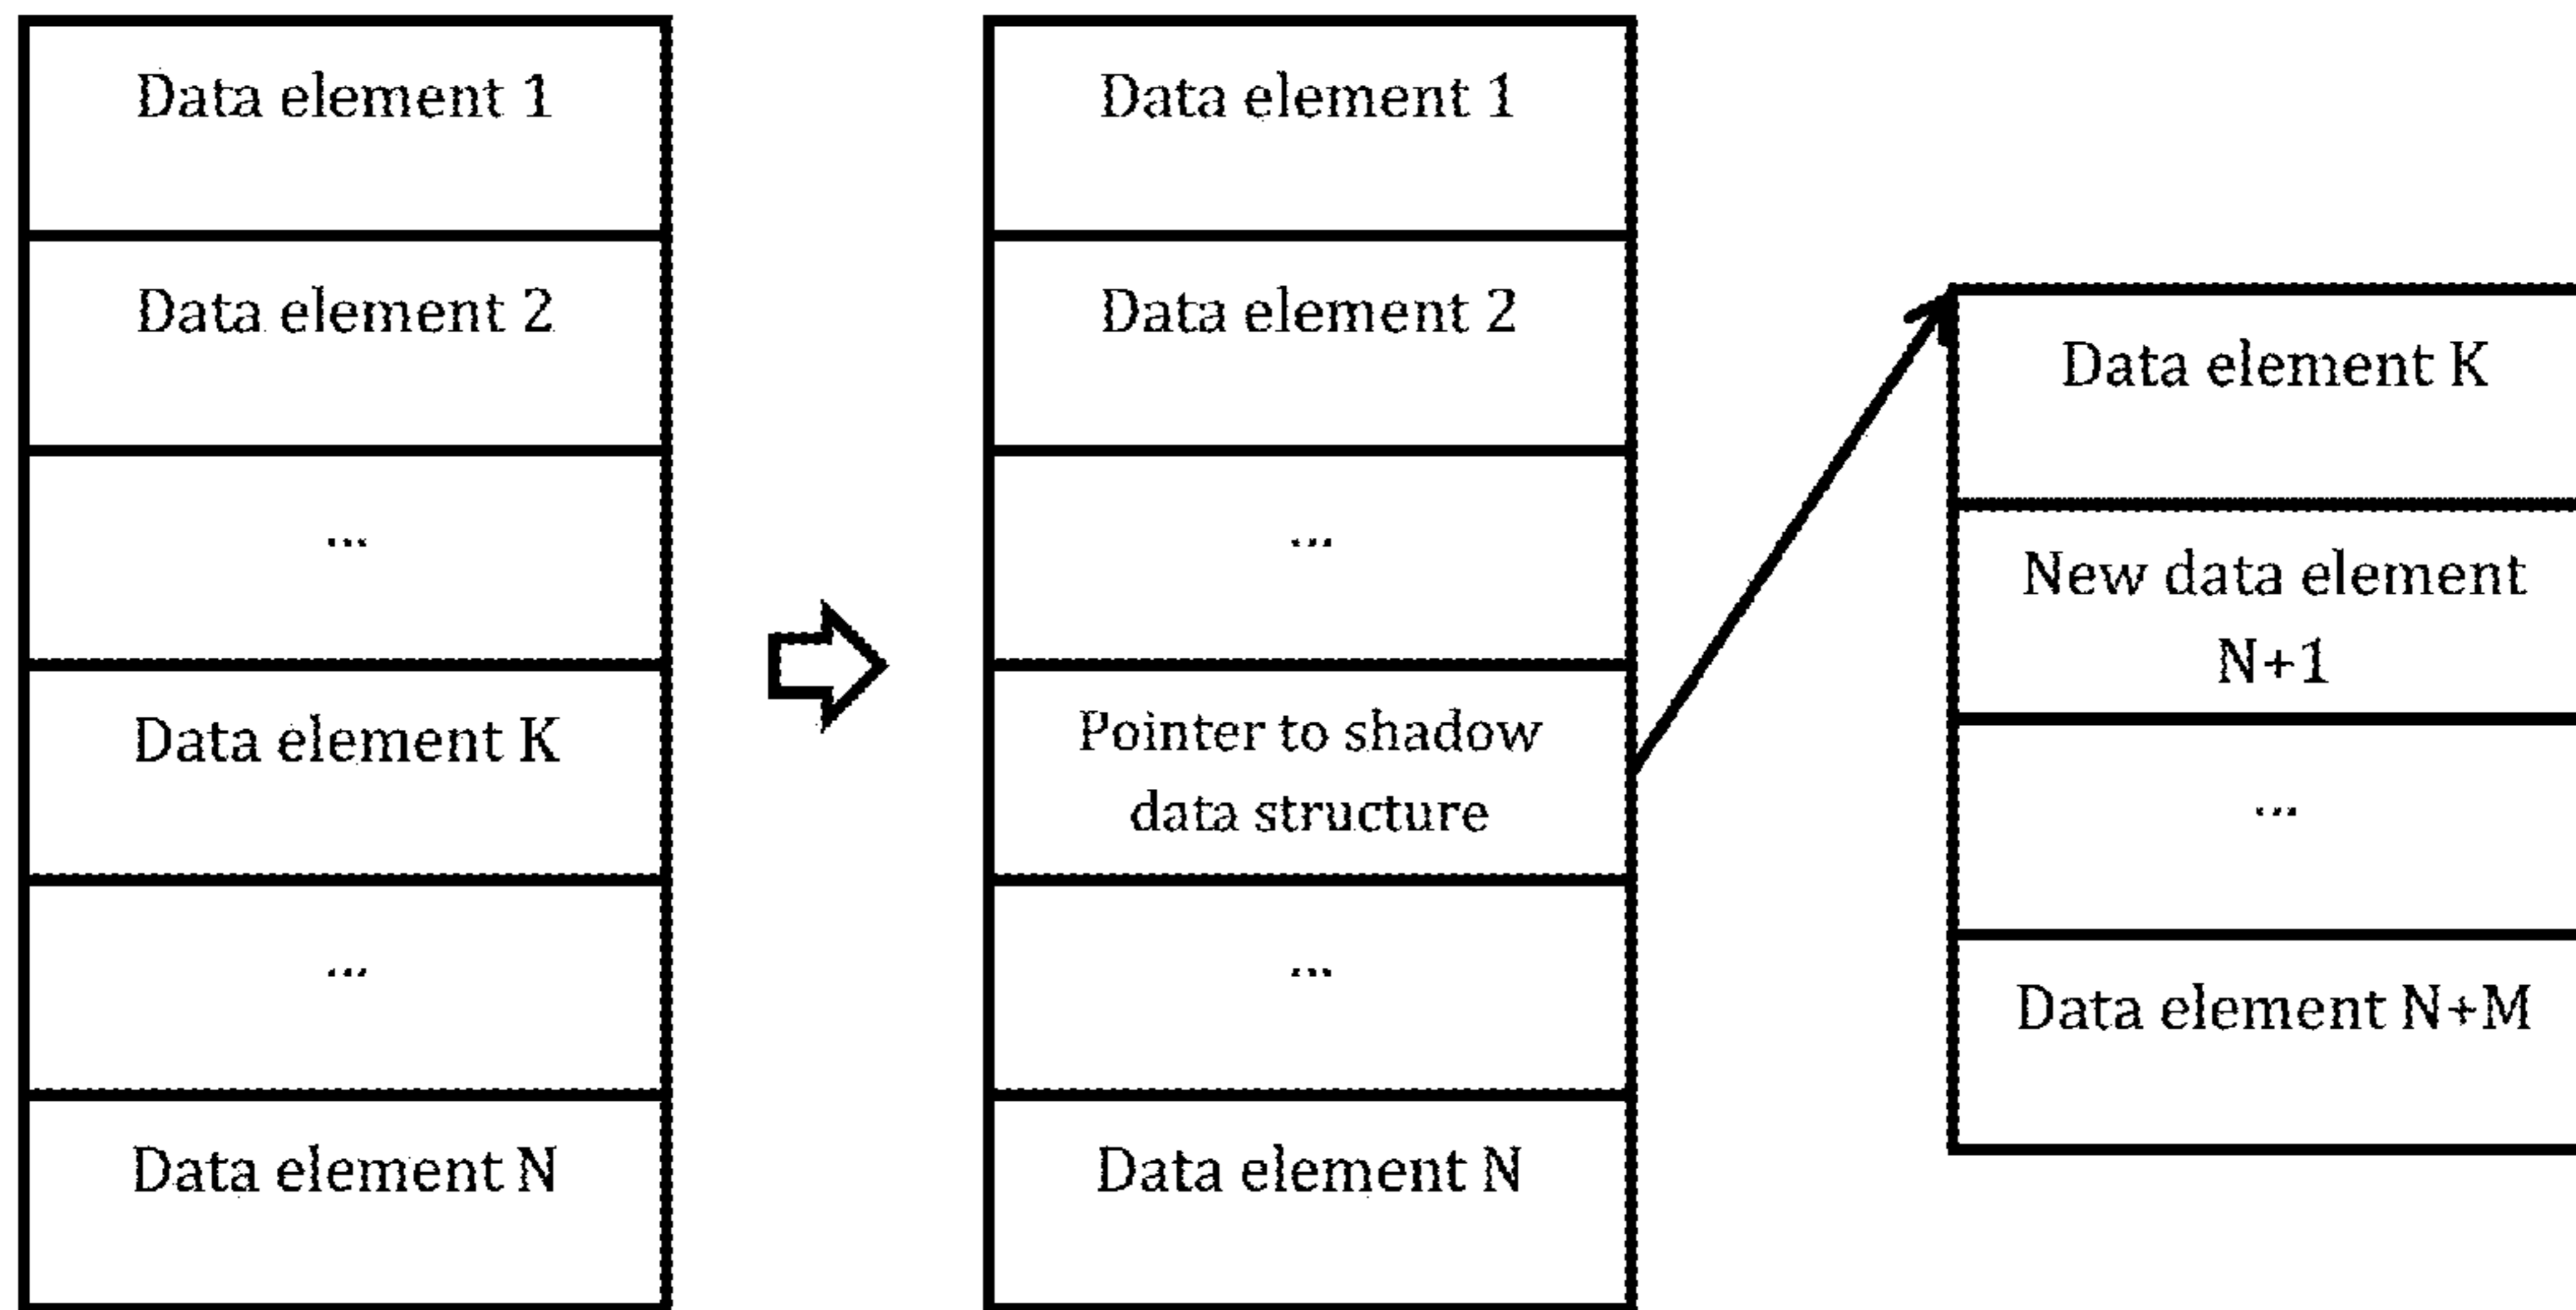 Data element 1
Data element 2
...
Data element K
...
Data element N
Data element 1
Data element 2
...
Pointer to shadow
data structure
...
Data element N
Data element K
New data element
N+1
...
Data element N+M